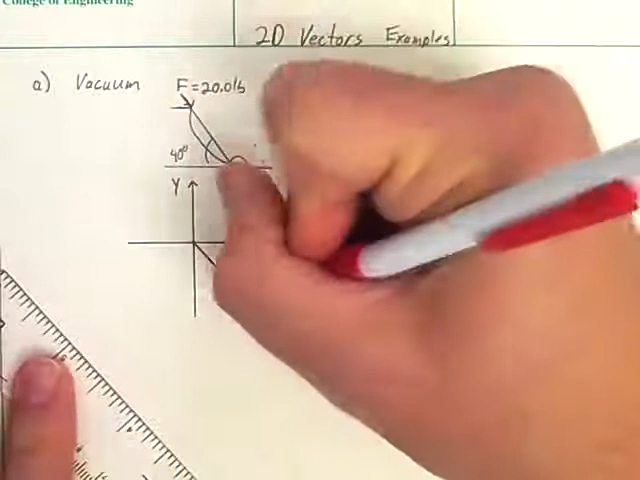 College of Engineering
2D Vectors Examples
a) Vacuum F=20.0lb
40°
Y